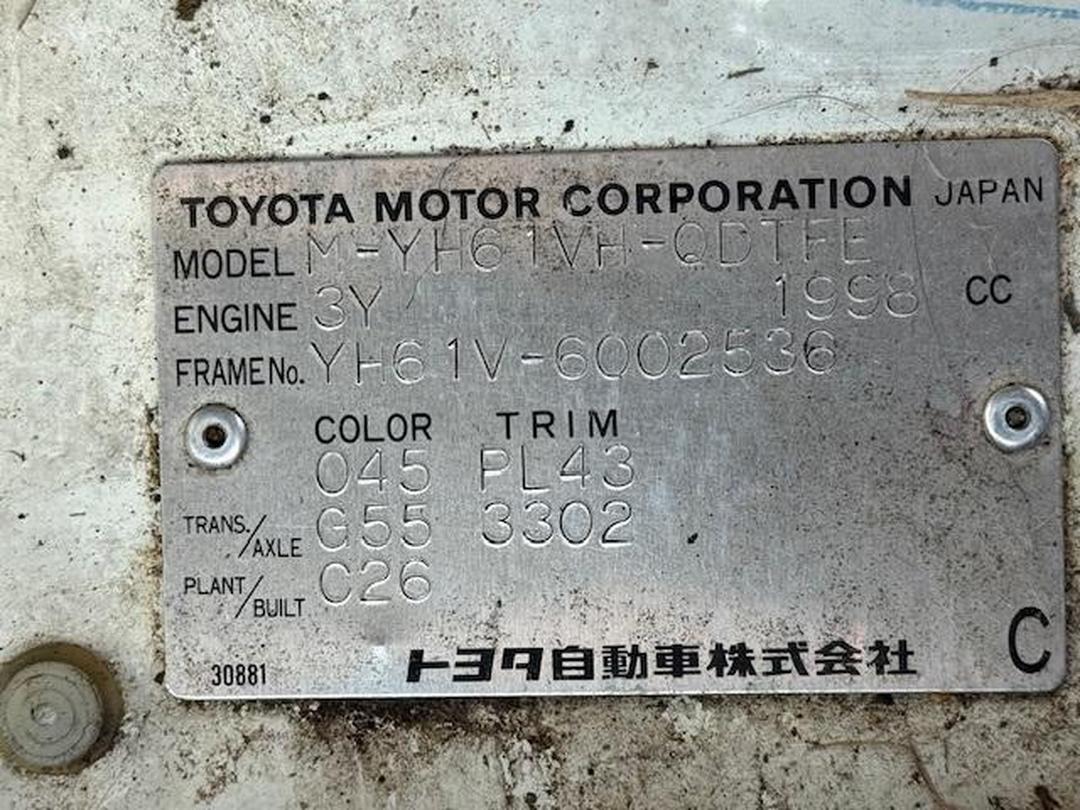 TOYOTA MOTOR CORPORATION JAPAN
MODEL M-YH61VH-QDTFE
ENGINE 3Y 1998 CC
FRAME No. YH61V-6002536
COLOR TRIM
045 PL43
TRANS./AXLE G55 3302
PLANT/BUILT C26
30881 トヨタ自動車株式会社 C